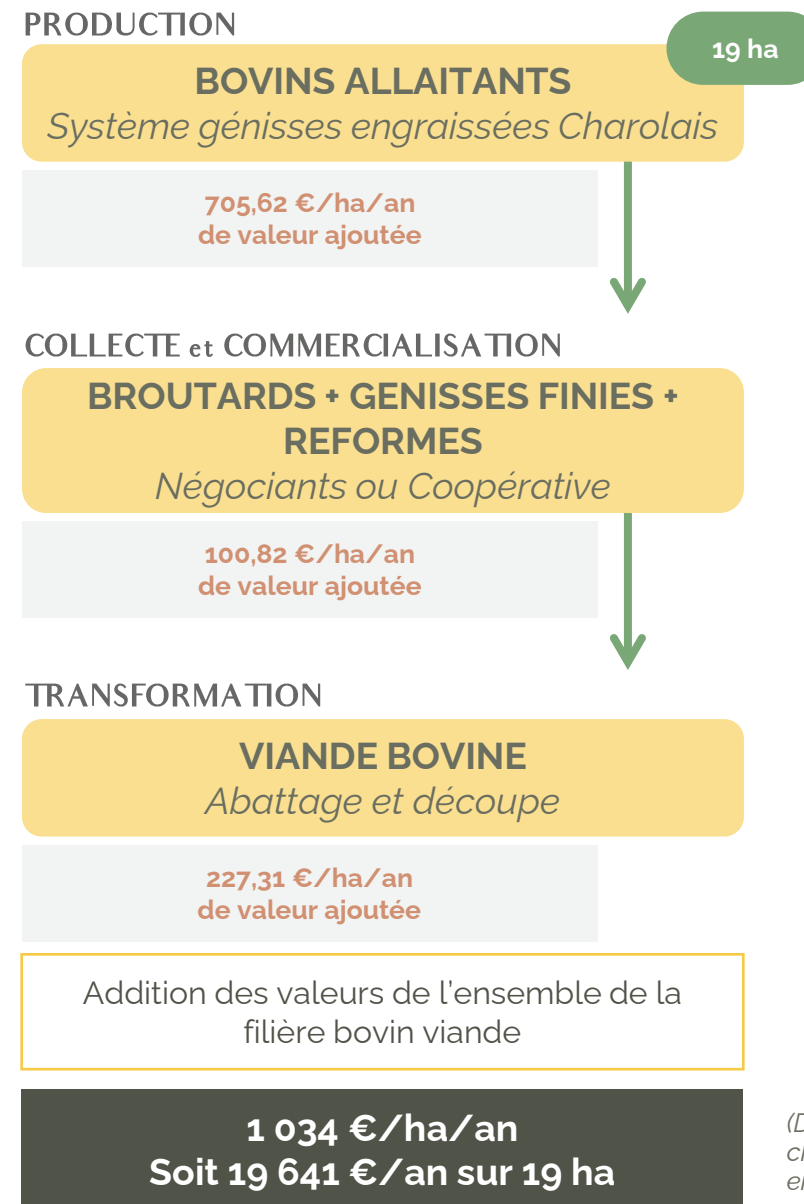 PRODUCTION
19 ha
BOVINS ALLAITANTS
Système génisses engraissées Charolais
705,62 €/ha/an
de valeur ajoutée
COLLECTE et COMMERCIALISATION
BROUTARDS + GENISSES FINIES +
REFORMES
Négociants ou Coopérative
100,82 €/ha/an
de valeur ajoutée
TRANSFORMATION
VIANDE BOVINE
Abattage et découpe
227,31 €/ha/an
de valeur ajoutée
Addition des valeurs de l'ensemble de la
filière bovin viande
1 034 €/ha/an
Soit 19 641 €/an sur 19 ha